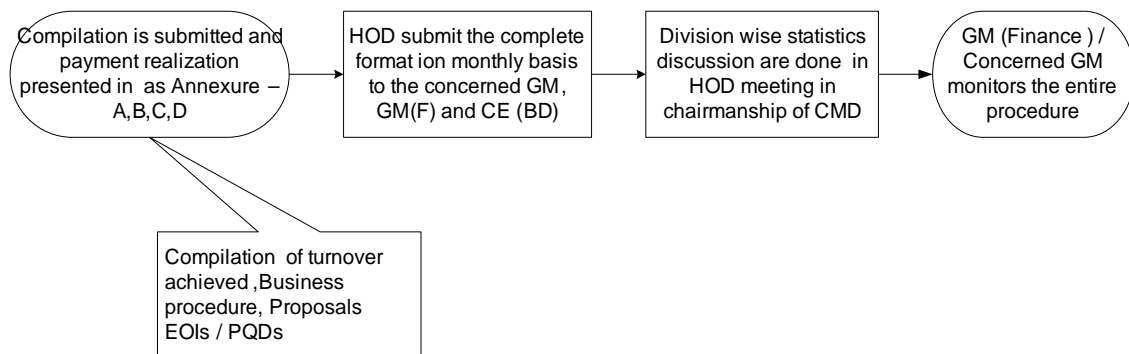 Compilation is submitted and
payment realization
presented in as Annexure –
A,B,C,D
HOD submit the complete
format ion monthly basis
to the concerned GM,
GM(F) and CE (BD)
Division wise statistics
discussion are done in
HOD meeting in
chairmanship of CMD
GM (Finance ) /
Concerned GM
monitors the entire
procedure
Compilation of turnover
achieved ,Business
procedure, Proposals
EOIs / PQDs